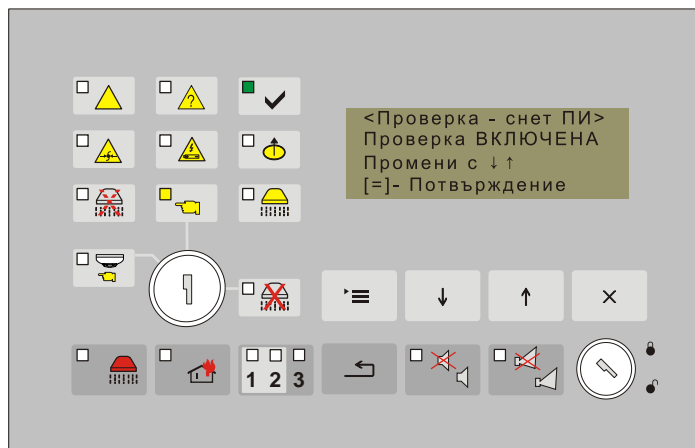 <Проверка - снет ПИ>
Проверка ВКЛЮЧЕНА
Промени с ↓↑
[=]- Потвърждение
?
1 2 3